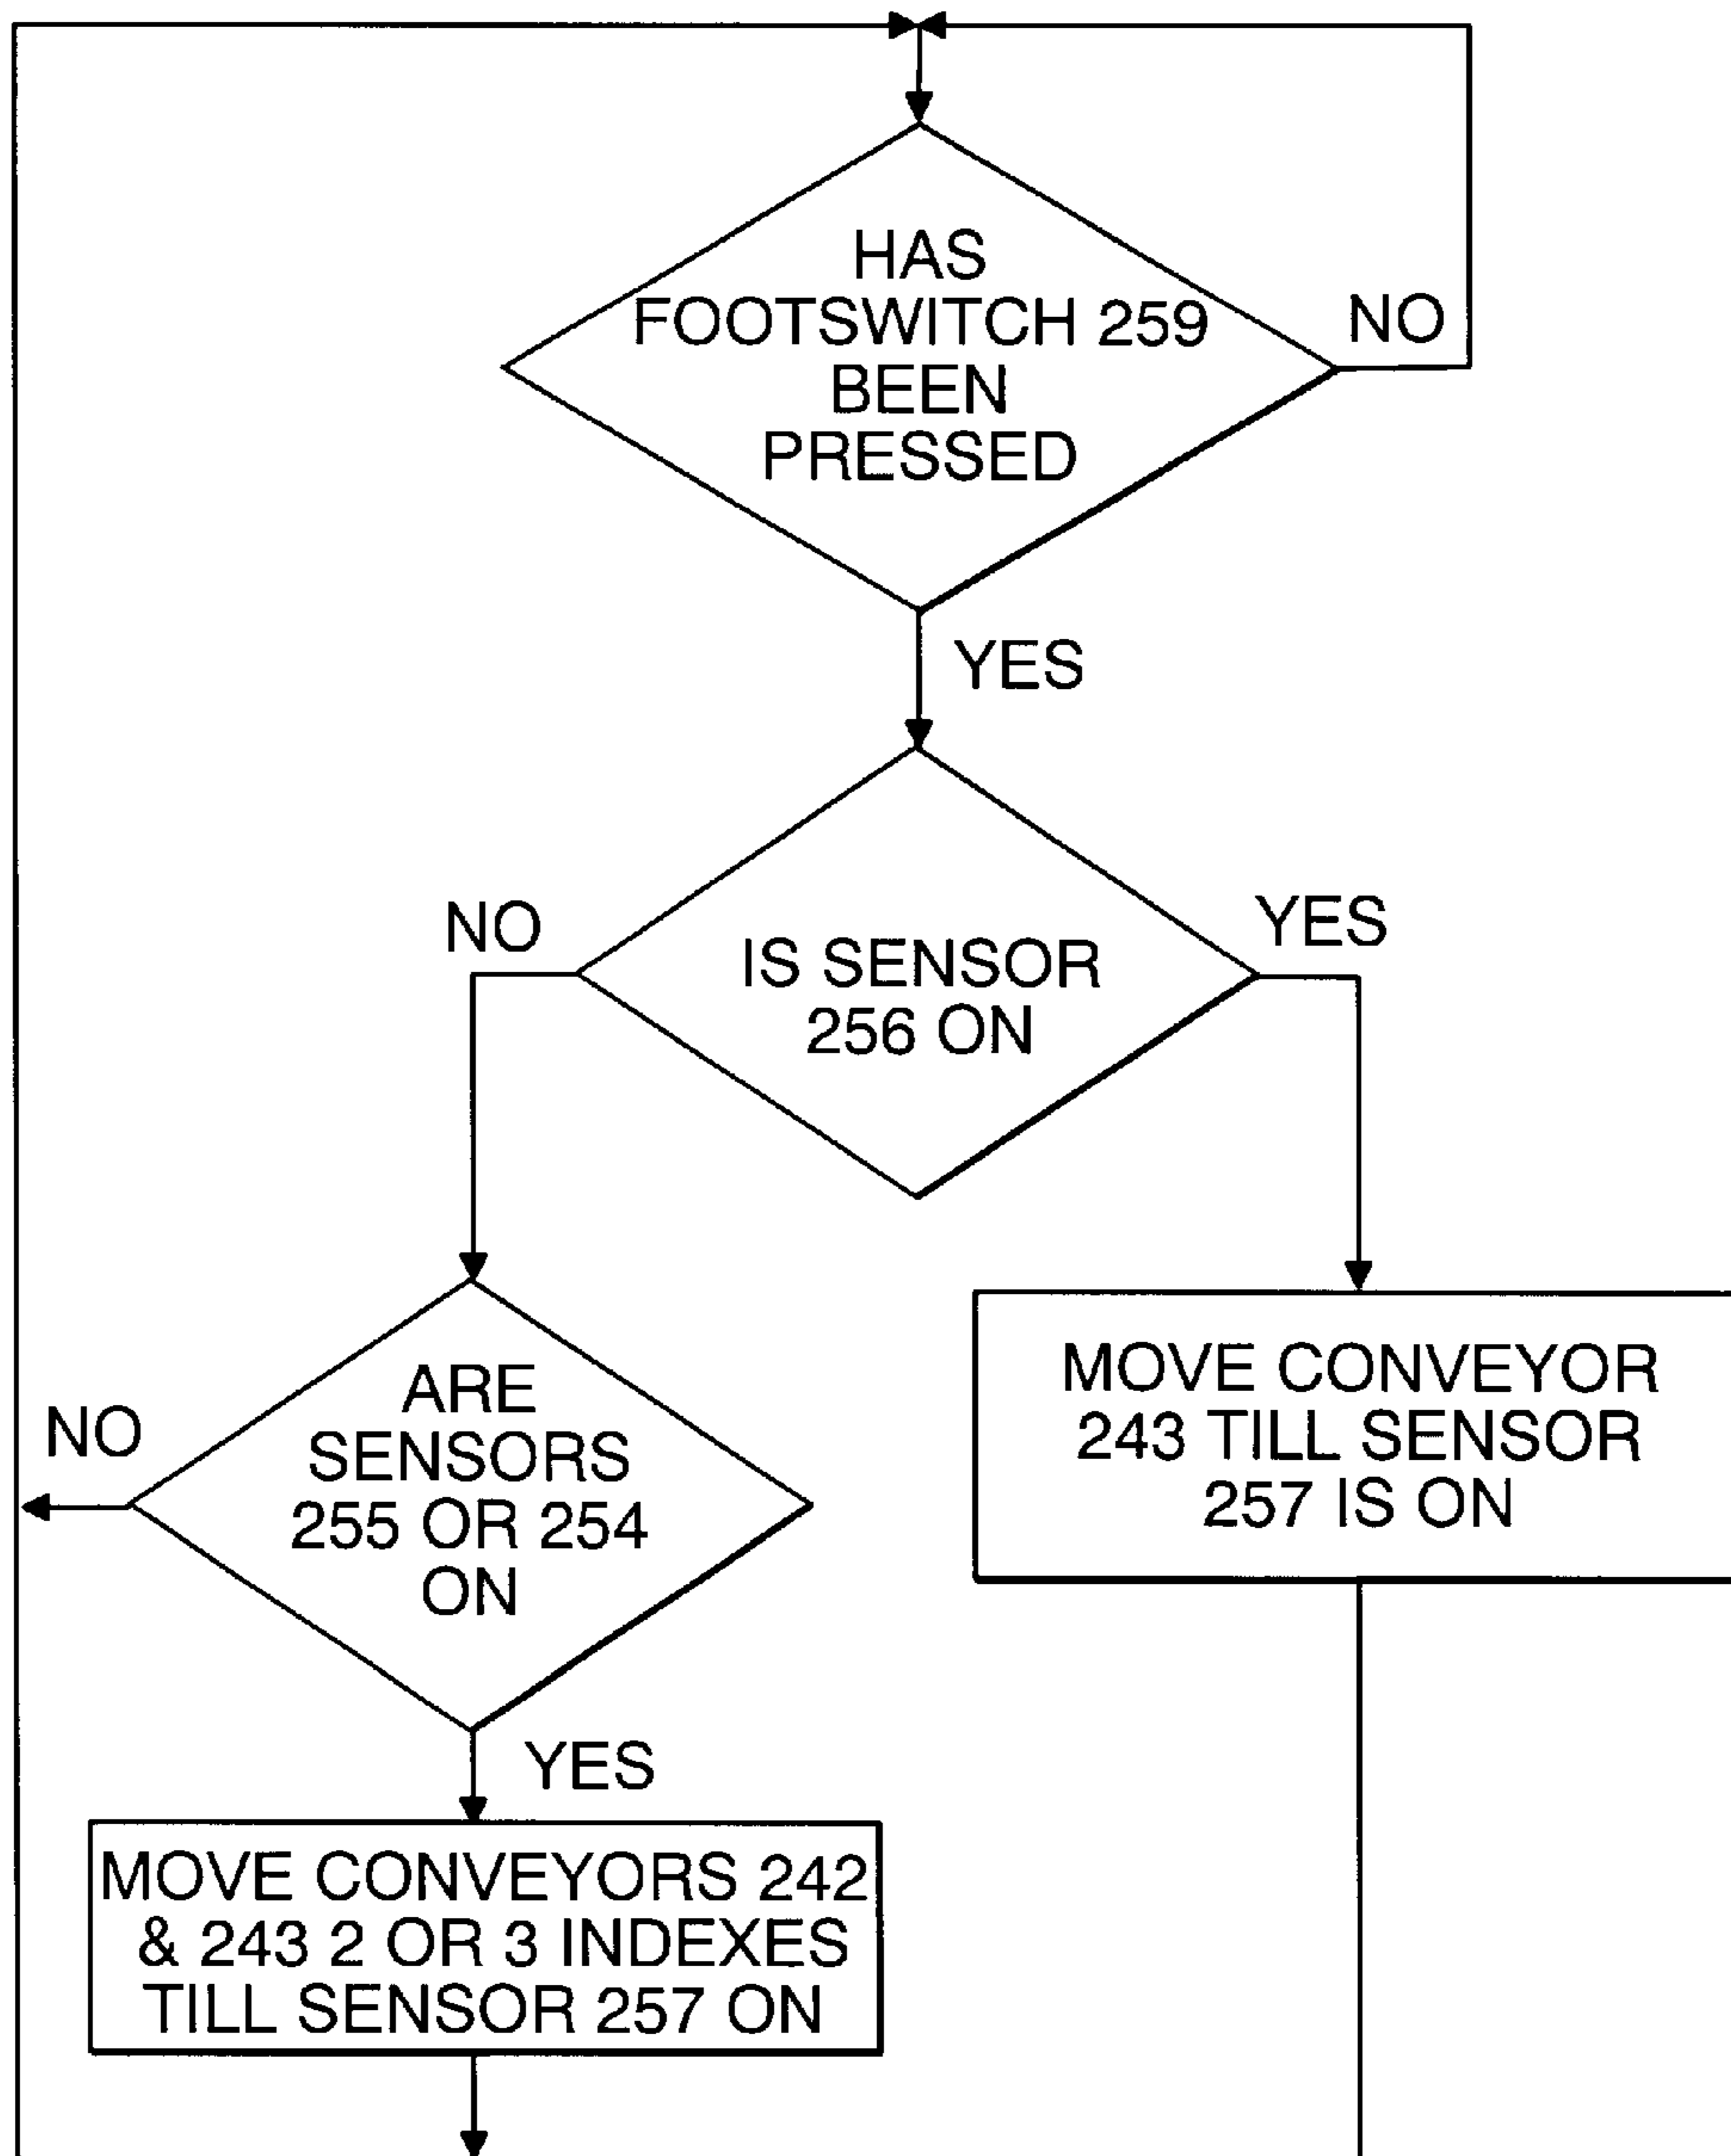 HAS
FOOTSWITCH 259
BEEN
PRESSED
NO
YES
NO
YES
IS SENSOR
256 ON
ARE
SENSORS
255 OR 254
ON
NO
MOVE CONVEYOR
243 TILL SENSOR
257 IS ON
YES
MOVE CONVEYORS 242
& 243 2 OR 3 INDEXES
TILL SENSOR 257 ON